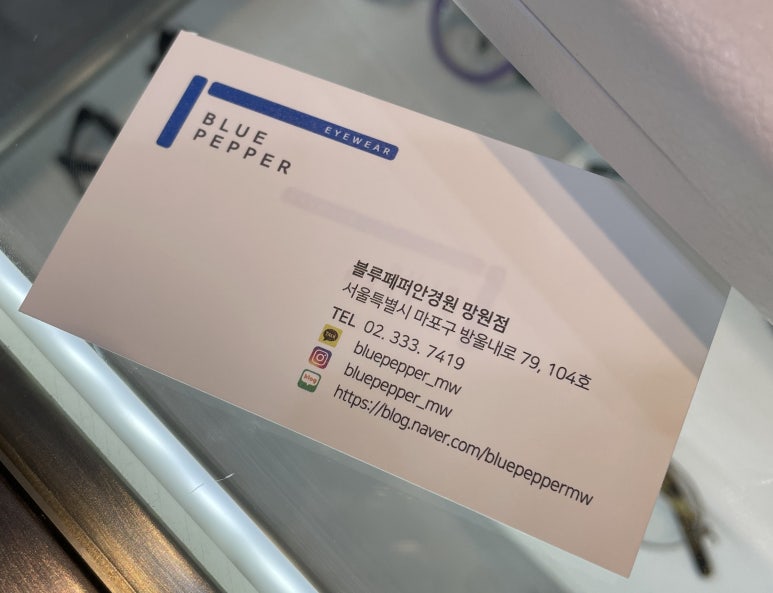 EYEWEAR
BLUE
PEPPER
블루페퍼안경원 망원점
서울특별시 마포구 방울내로 79, 104호
TEL 02. 333. 7419
TALK
bluepepper_mw
bluepepper_mw
blog
https://blog.naver.com/bluepeppermw